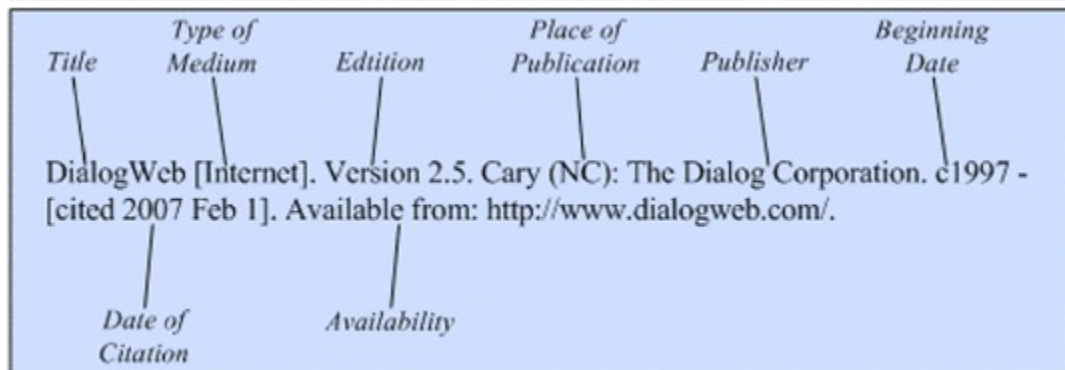 Type of Place of Beginning
Title Medium Edtition Publication Publisher Date
DialogWeb [Internet]. Version 2.5. Cary (NC): The Dialog Corporation. c1997 -
[cited 2007 Feb 1]. Available from: http://www.dialogweb.com/.
Date of Availability
Citation